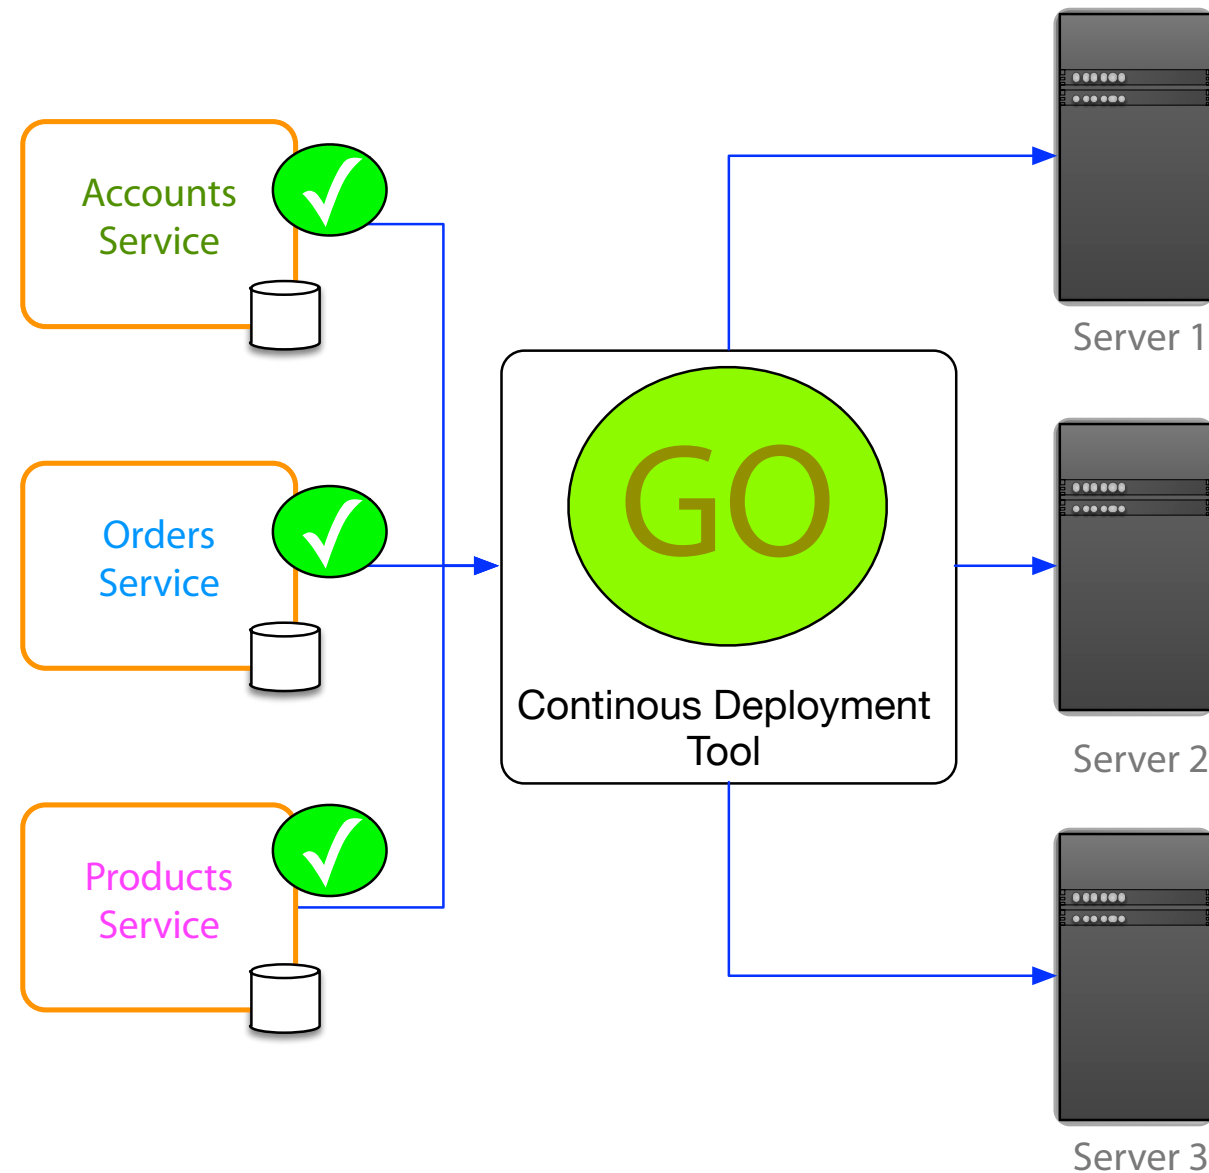 Accounts
Service
Orders
Service
Products
Service
GO
Continous Deployment
Tool
Server 1
Server 2
Server 3